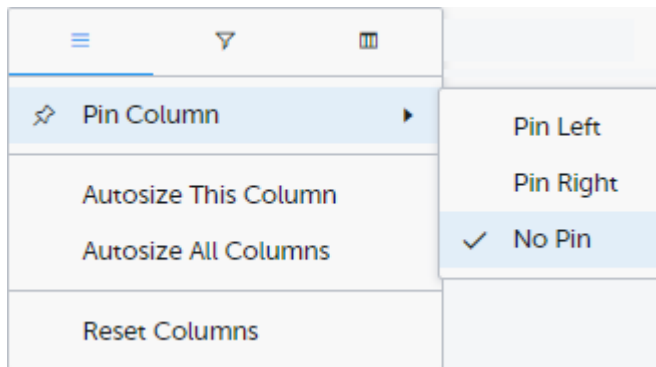 Pin Column
Autosize This Column
Autosize All Columns
Reset Columns
Pin Left
Pin Right
No Pin